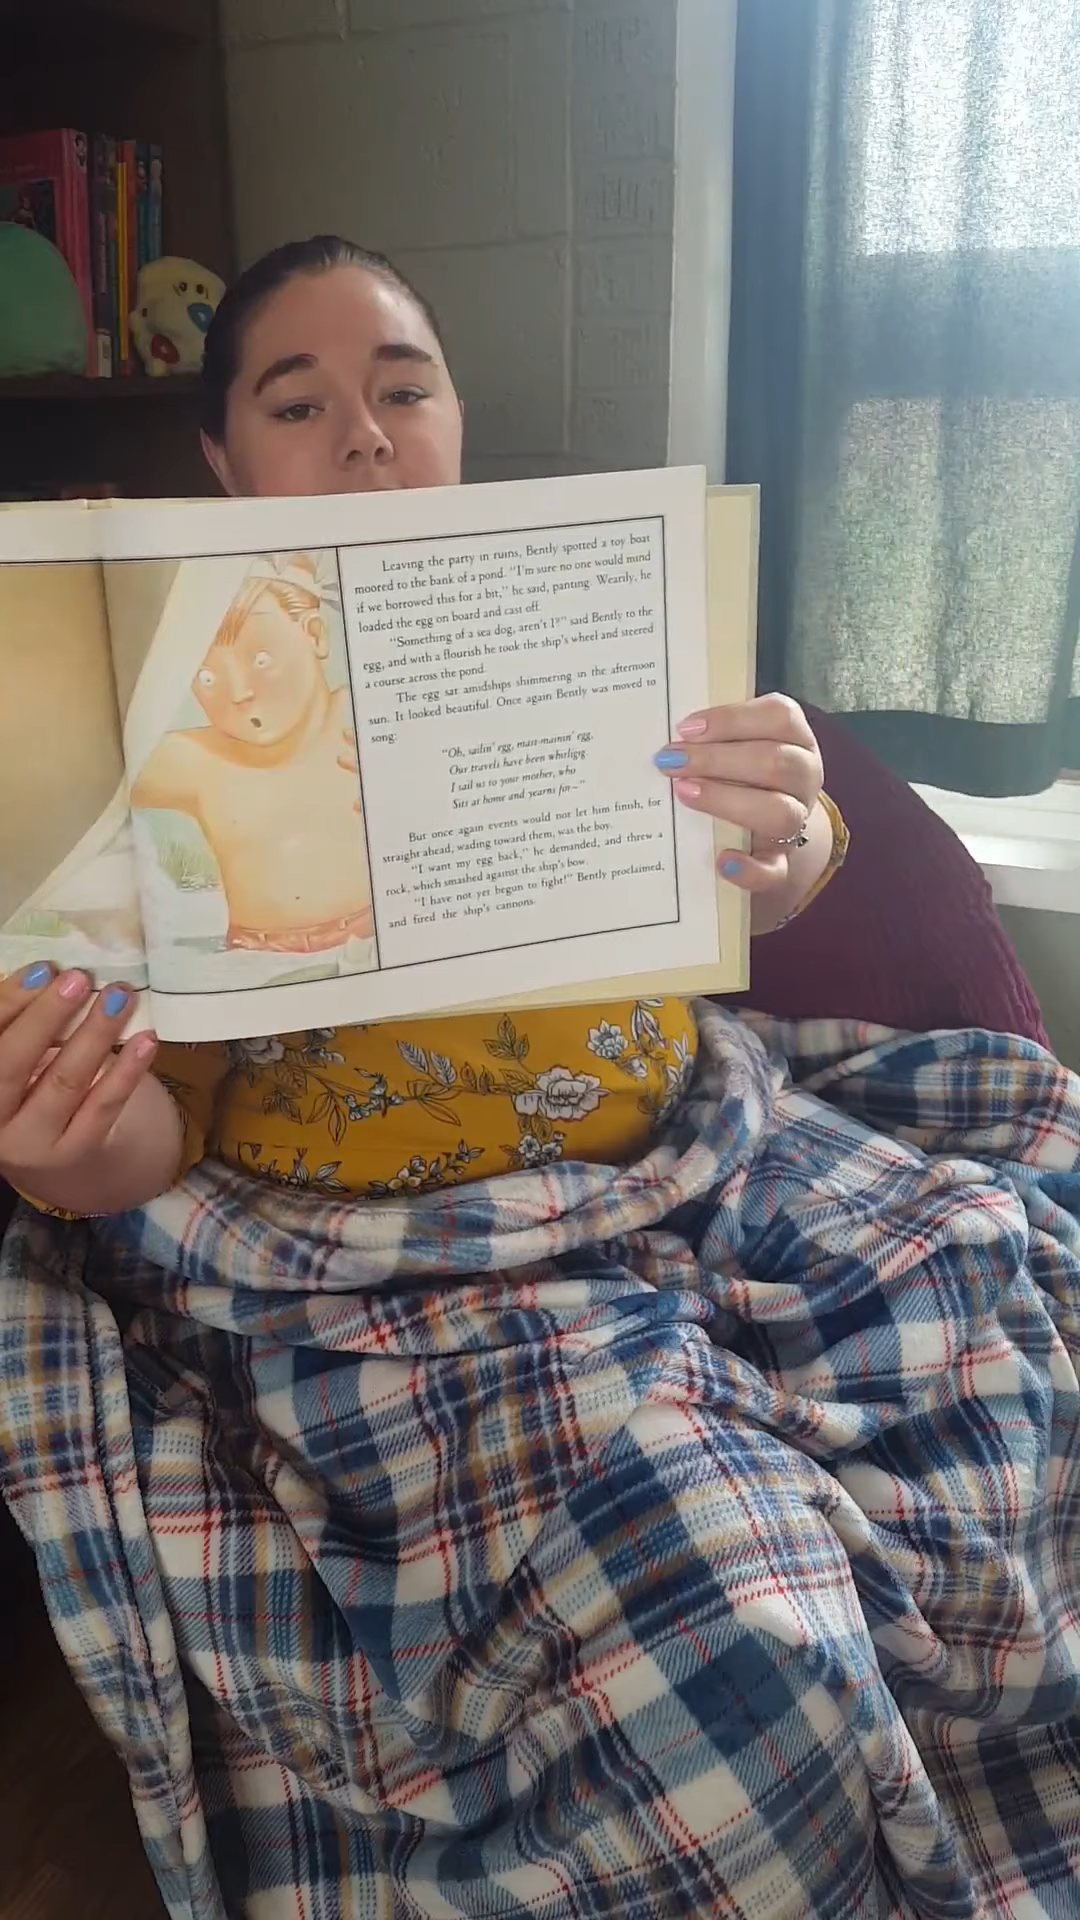 Leaving the party in ruins, Bently spotted a toy boat
moored to the bank of a pond. "I'm sure no one would mind
if we borrowed this for a bit," he said, panting. Wearily, he
loaded the egg on board and cast off.
"Something of a sea dog, aren't I?" said Bently to the
egg, and with a flourish he took the ship's wheel and steered
a course across the pond.
The egg sat amidships shimmering in the afternoon
sun. It looked beautiful. Once again Bently was moved to
song:
"Oh, sailin' egg, mast-mainin' egg,
Our travels have been whirligig
I sail us to your mother, who
Sits at home and yearns for—"
But once again events would not let him finish, for
straight ahead, wading toward them, was the boy.
"I want my egg back," he demanded, and threw a
rock, which smashed against the ship's bow.
"I have not yet begun to fight!" Bently proclaimed,
and fired the ship's cannons.